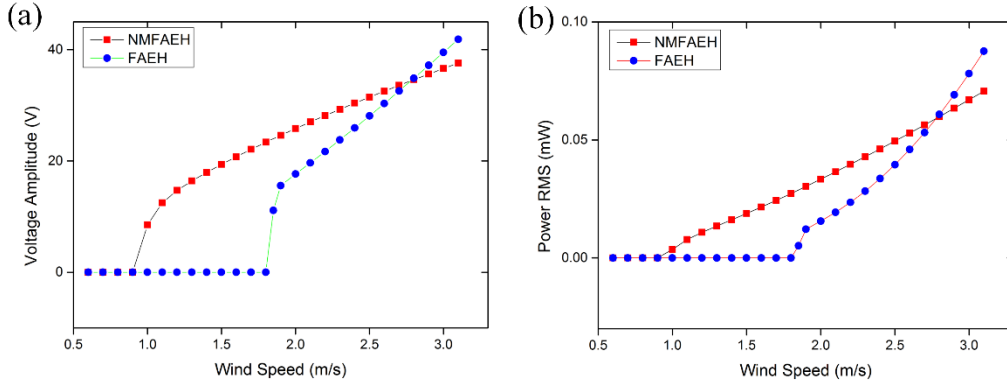 (a)
NMFAEH
FAEH
40
20
0
Voltage Amplitude (V)
0.5 1.0 1.5 2.0 2.5 3.0
Wind Speed (m/s)
(b)
NMFAEH
FAEH
0.10
0.05
0.00
Power RMS (mW)
0.5 1.0 1.5 2.0 2.5 3.0
Wind Speed (m/s)